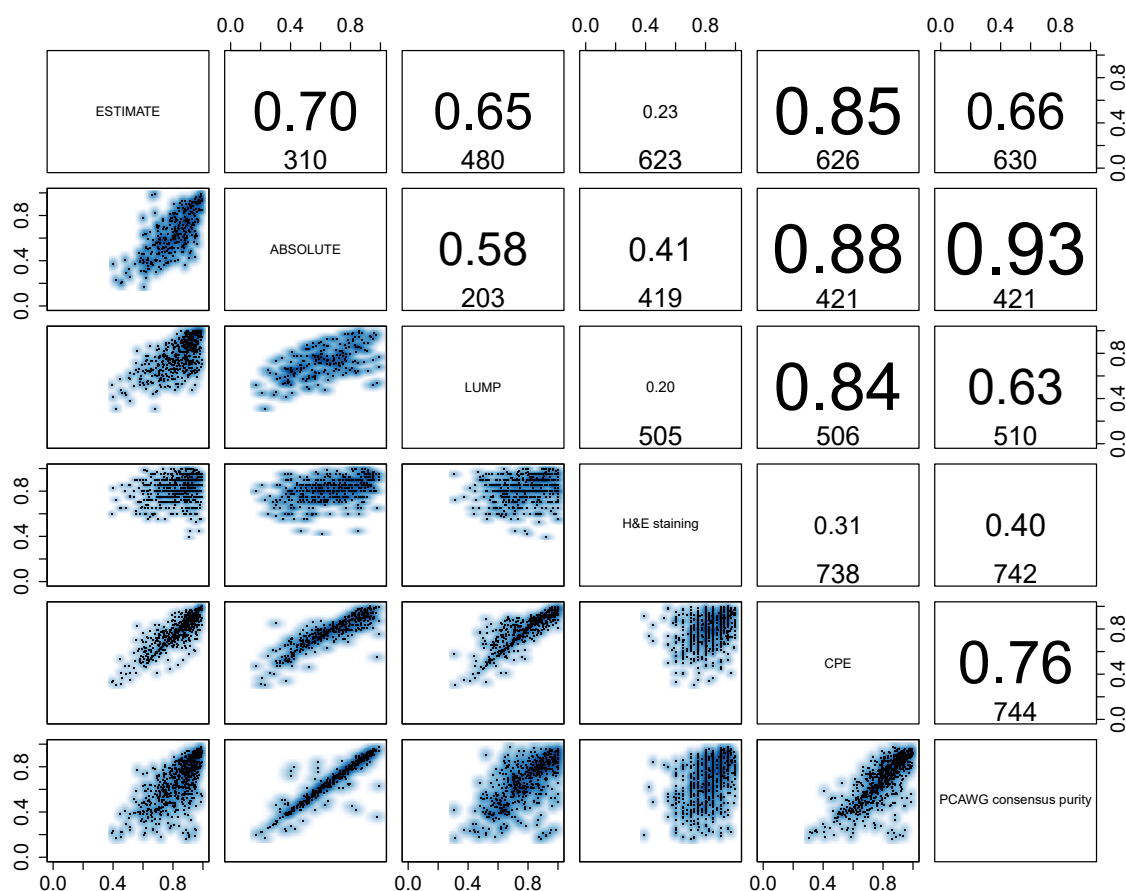 0.0 0.4 0.8 0.0 0.4 0.8 0.0 0.4 0.8
ESTIMATE 0.70 0.65 0.23 0.85 0.66 0.0 0.4 0.8
310 480 623 626 630
0.0 0.4 0.8 ABSOLUTE 0.58 0.41 0.88 0.93
203 419 421 421
LUMP 0.20 0.84 0.63 0.0 0.4 0.8
505 506 510
0.0 0.4 0.8 H&E staining 0.31 0.40
738 742
CPE 0.76 0.0 0.4 0.8
744
0.0 0.4 0.8 PCAWG consensus purity
0.0 0.4 0.8 0.0 0.4 0.8 0.0 0.4 0.8